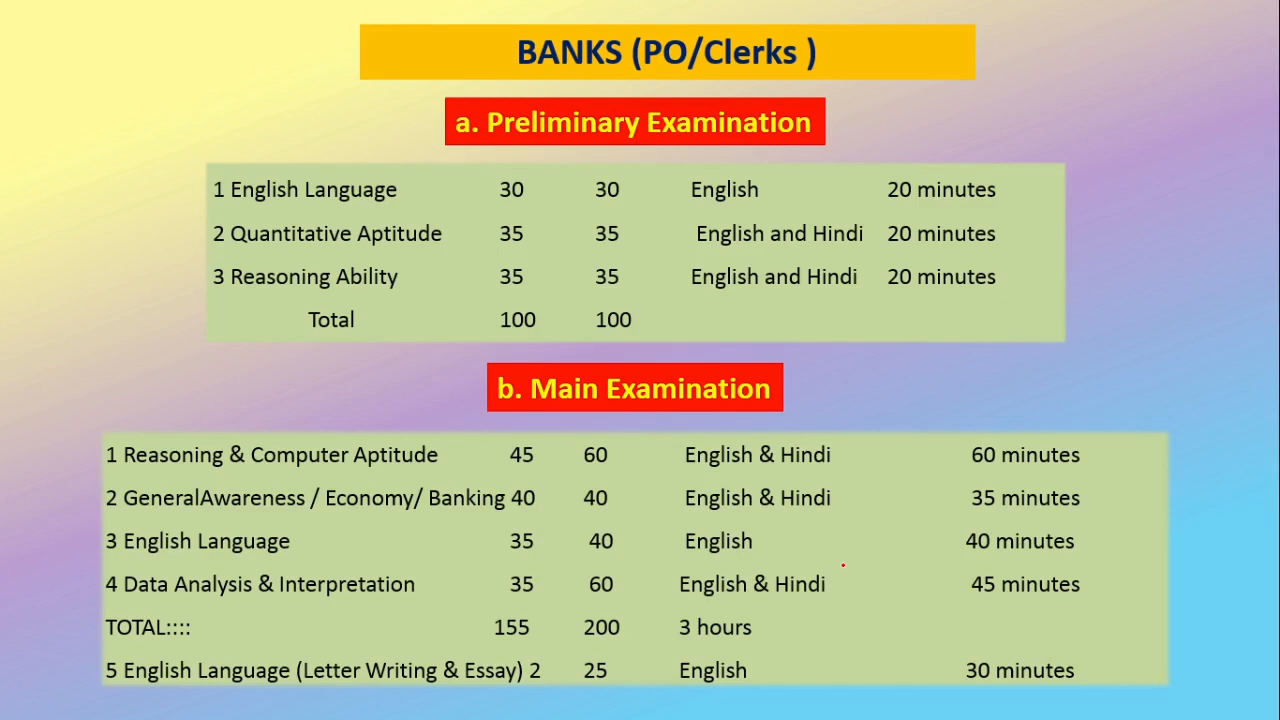 BANKS (PO/Clerks )
a. Preliminary Examination
1 English Language 30 30 English 20 minutes
2 Quantitative Aptitude 35 35 English and Hindi 20 minutes
3 Reasoning Ability 35 35 English and Hindi 20 minutes
Total 100 100
b. Main Examination
1 Reasoning & Computer Aptitude 45 60 English & Hindi 60 minutes
2 GeneralAwareness / Economy/ Banking 40 40 English & Hindi 35 minutes
3 English Language 35 40 English 40 minutes
4 Data Analysis & Interpretation 35 60 English & Hindi 45 minutes
TOTAL:::: 155 200 3 hours
5 English Language (Letter Writing & Essay) 2 25 English 30 minutes